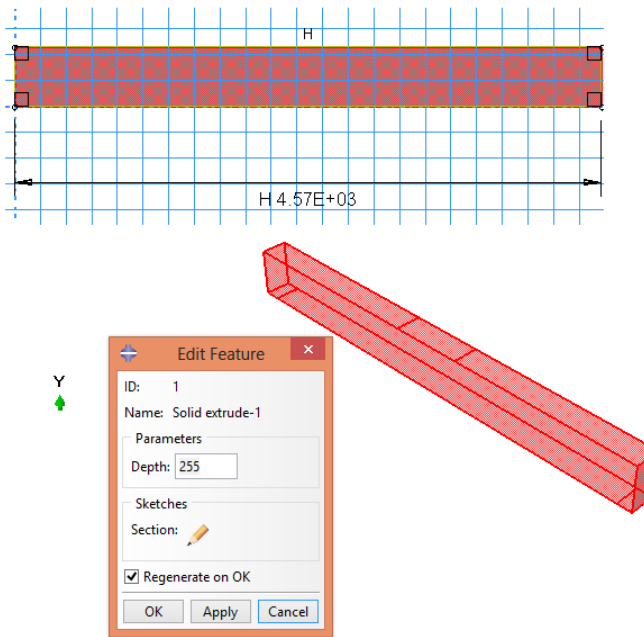 H
H 4.57E+03
Y
Edit Feature
ID: 1
Name: Solid extrude-1
Parameters
Depth: 255
Sketches
Section:
Regenerate on OK
OK Apply Cancel